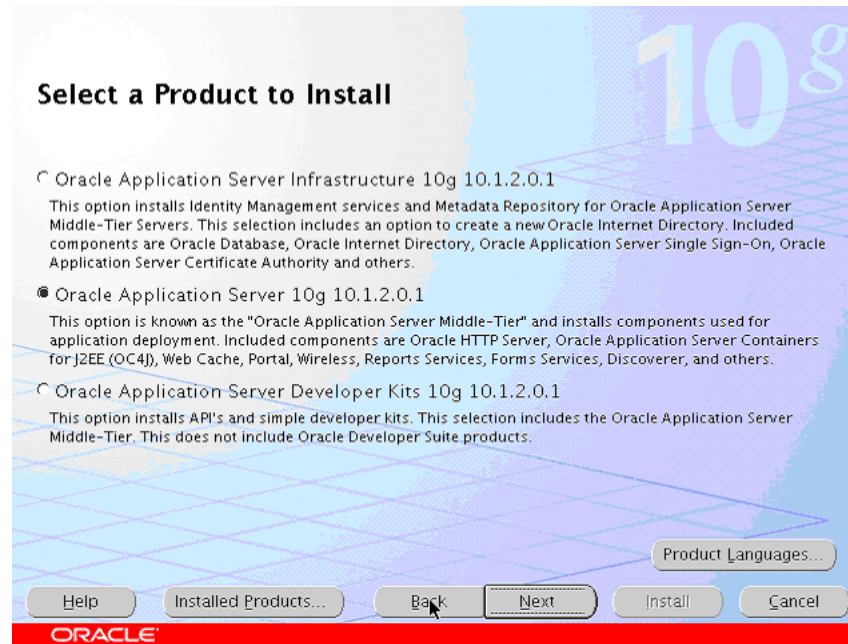 10g
Select a Product to Install
Oracle Application Server Infrastructure 10g 10.1.2.0.1
This option installs Identity Management services and Metadata Repository for Oracle Application Server
Middle-Tier Servers. This selection includes an option to create a new Oracle Internet Directory. Included
components are Oracle Database, Oracle Internet Directory, Oracle Application Server Single Sign-On, Oracle
Application Server Certificate Authority and others.
Oracle Application Server 10g 10.1.2.0.1
This option is known as the "Oracle Application Server Middle-Tier" and installs components used for
application deployment. Included components are Oracle HTTP Server, Oracle Application Server Containers
for J2EE (OC4J), Web Cache, Portal, Wireless, Reports Services, Forms Services, Discoverer, and others.
Oracle Application Server Developer Kits 10g 10.1.2.0.1
This option installs API's and simple developer kits. This selection includes the Oracle Application Server
Middle-Tier. This does not include Oracle Developer Suite products.
Product Languages...
Help Installed Products... Back Next Install Cancel
ORACLE